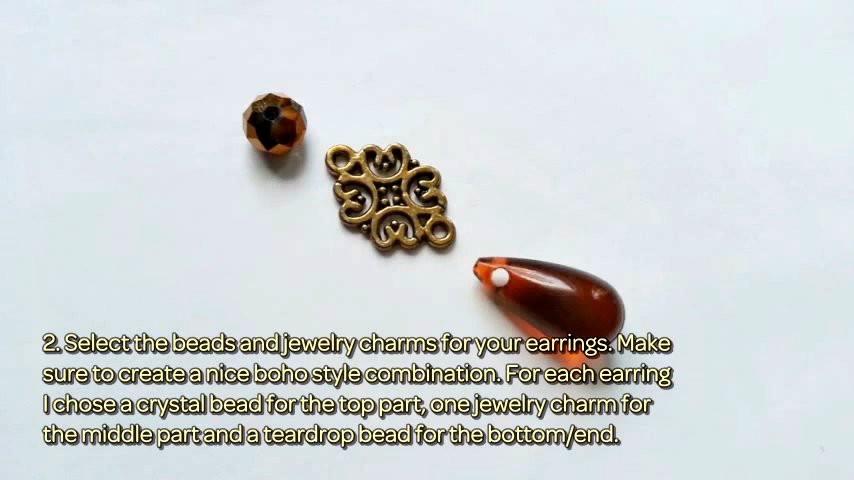 2. Select the beads and jewelry charms for your earrings. Make
sure to create a nice boho style combination. For each earring
I chose a crystal bead for the top part, one jewelry charm for
the middle part and a teardrop bead for the bottom/end.